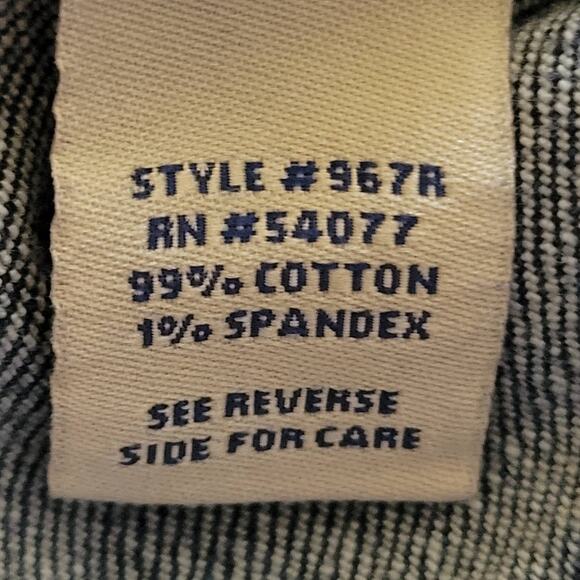 STYLE #967R
RN #54077
99% COTTON
1% SPANDEX
SEE REVERSE
SIDE FOR CARE